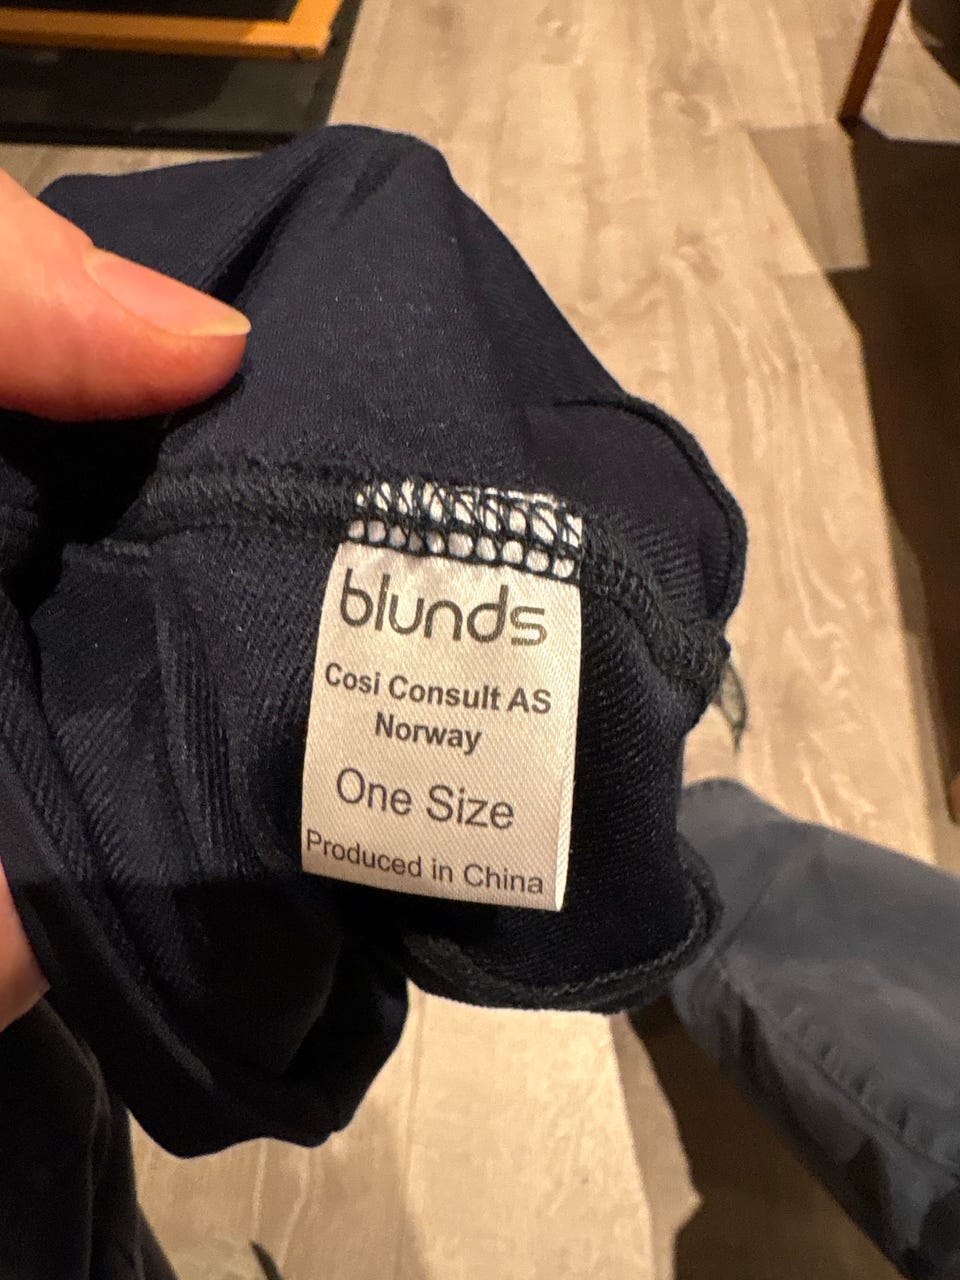 blunds
Cosi Consult AS
Norway
One Size
Produced in China